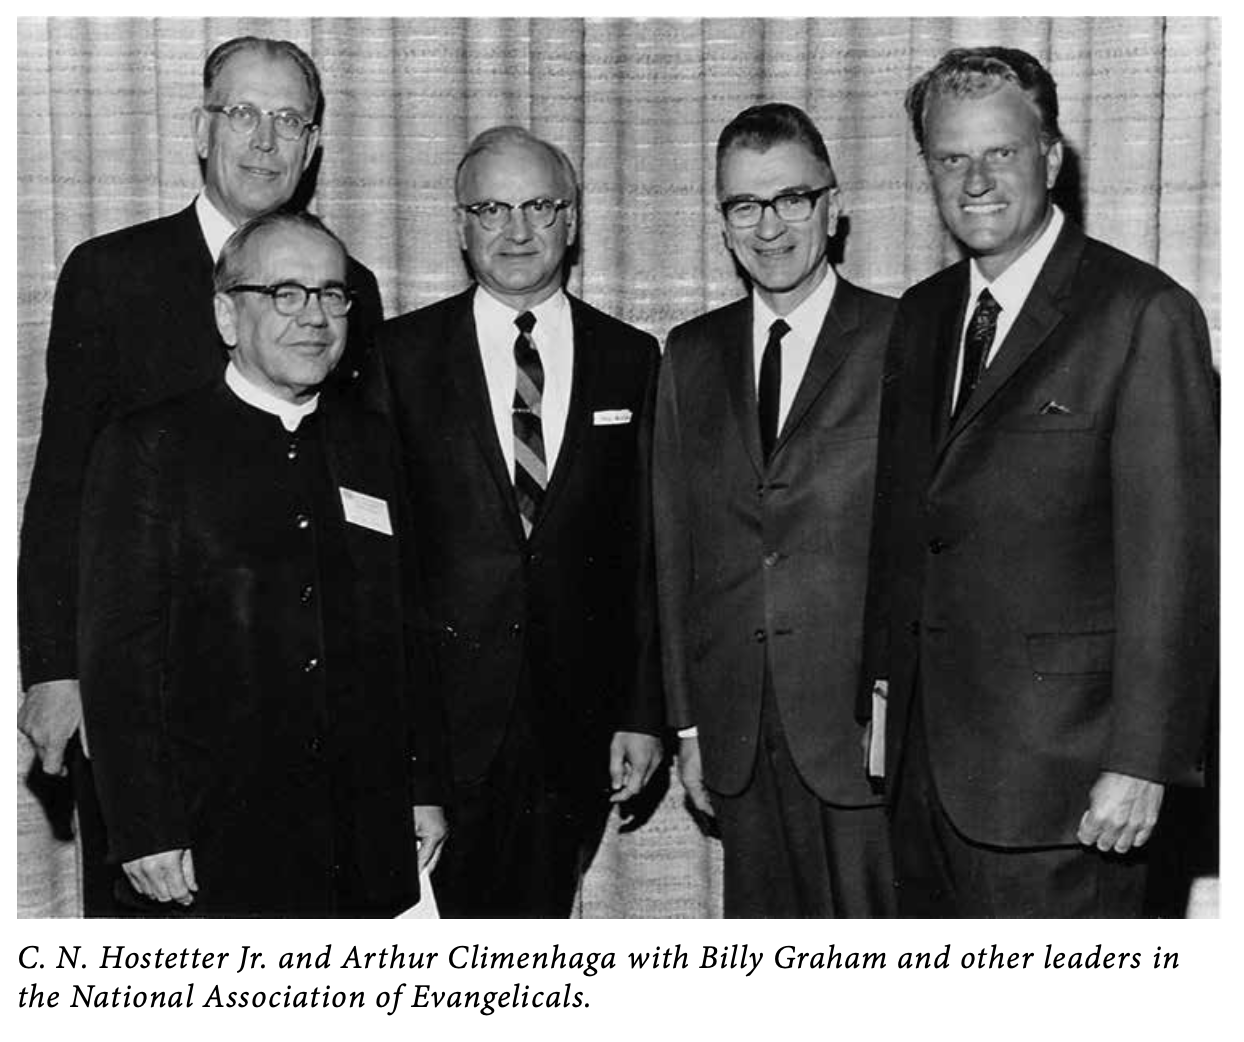 C. N. Hostetter Jr. and Arthur Climenhaga with Billy Graham and other leaders in
the National Association of Evangelicals.